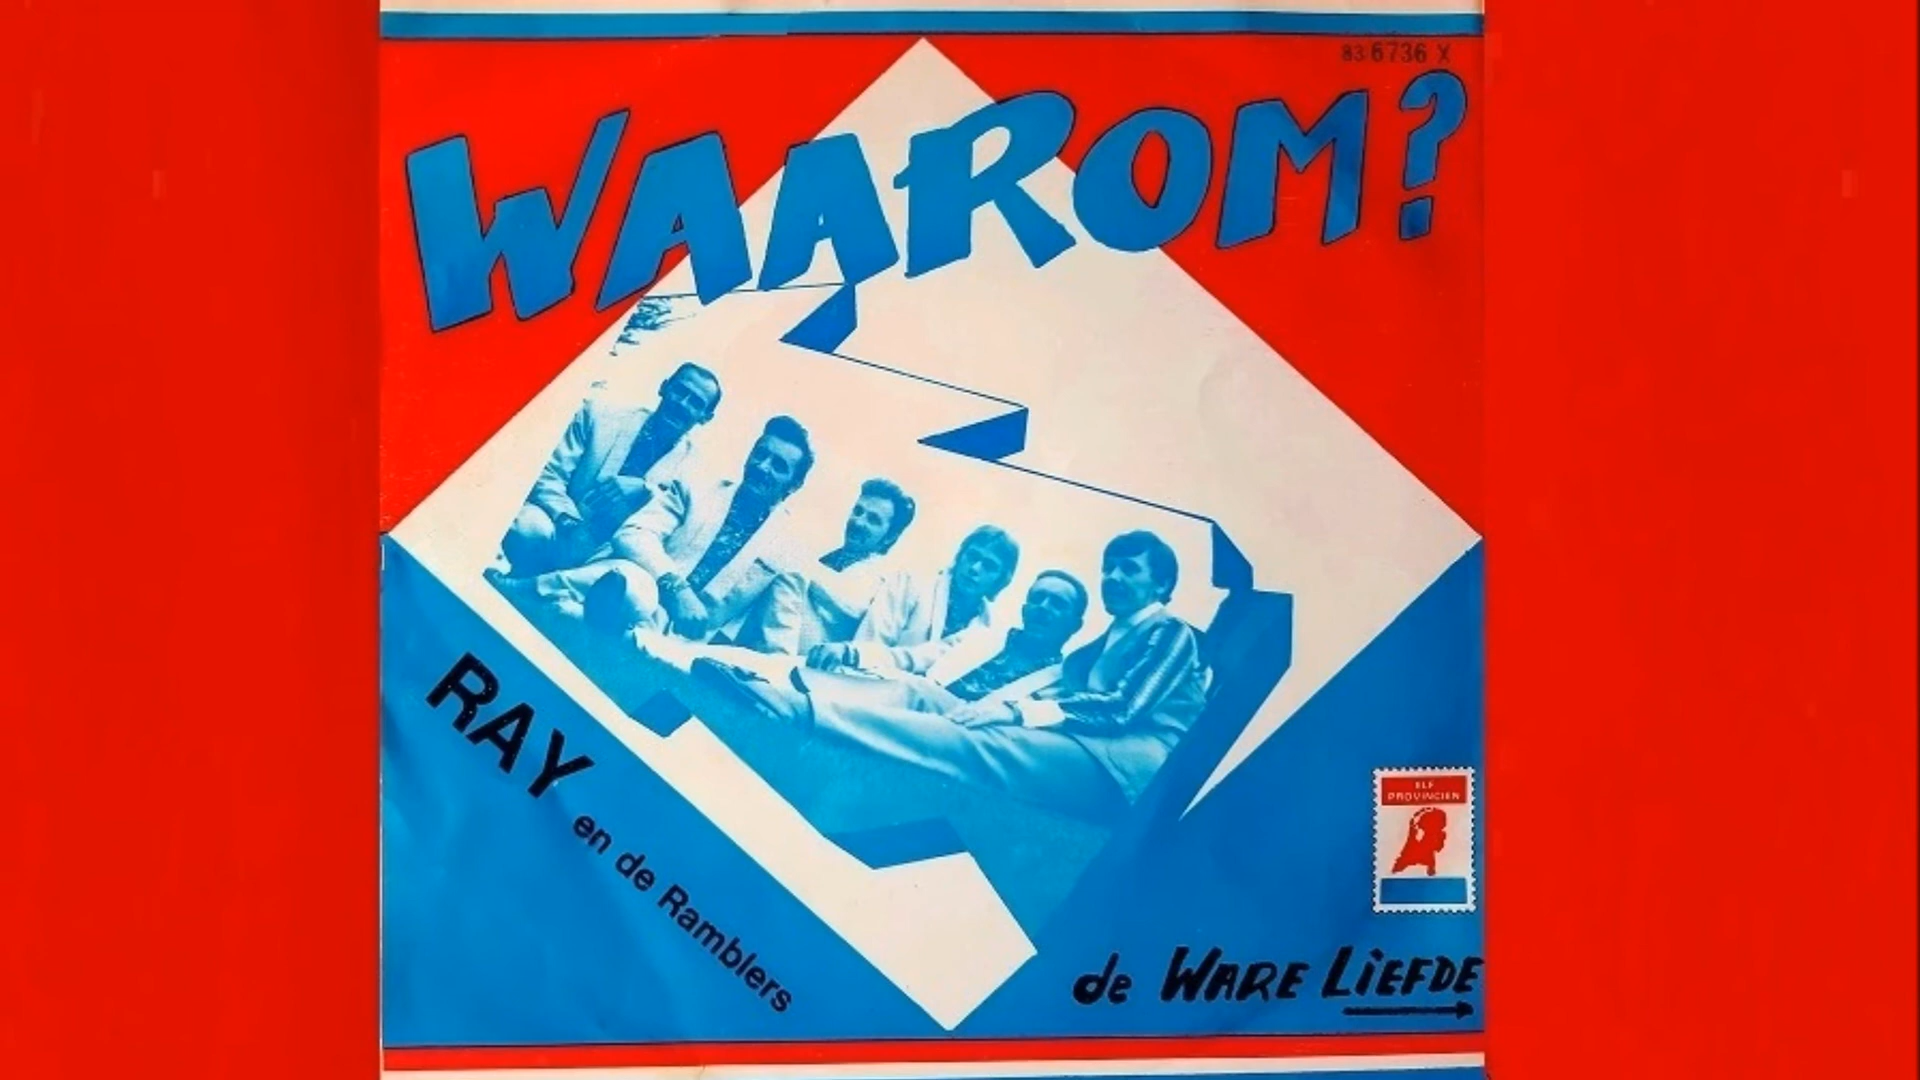 83 6736 X
WAAROM?
RAY
en de Ramblers
ELF
PROVINCIEN
de WARE LiEFDE